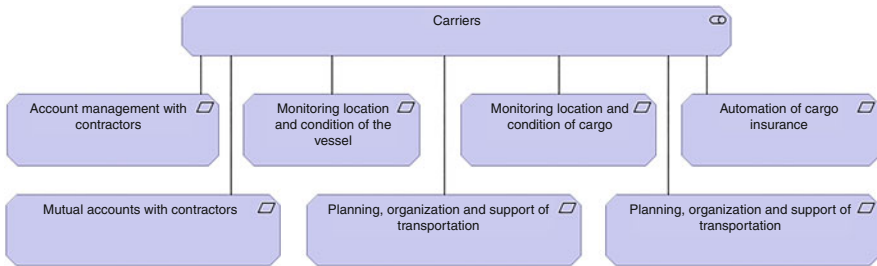 Carriers
Account management with
contractors
Monitoring location
and condition of the
vessel
Monitoring location and
condition of cargo
Automation of cargo
insurance
Mutual accounts with contractors
Planning, organization and support of
transportation
Planning, organization and support of
transportation